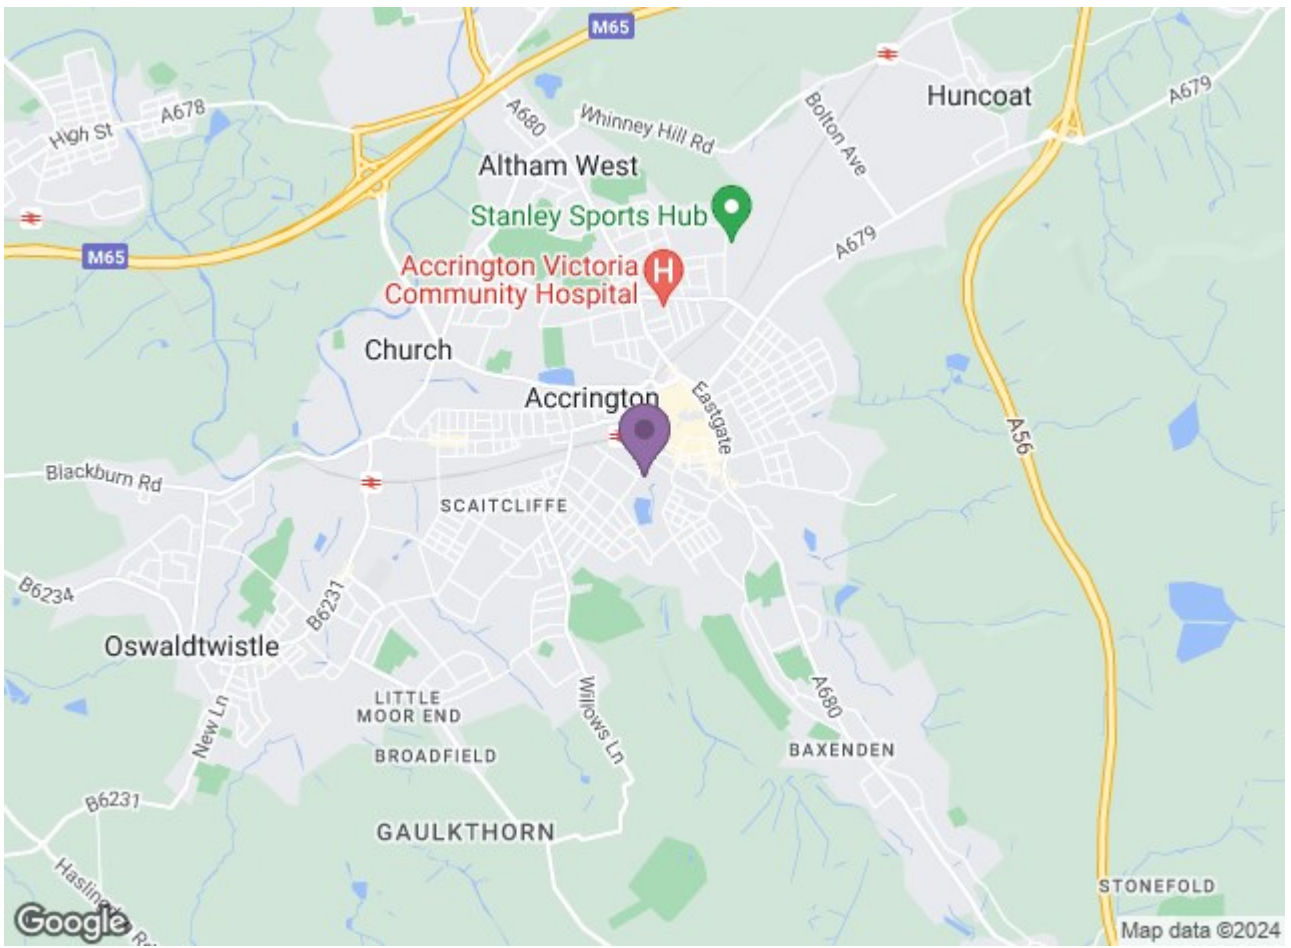 M65
A678
High St
A680
Whinney Hill Rd
Bolton Ave
Huncoat
A679
Altham West
Stanley Sports Hub
A679
M65
Accrington Victoria
Community Hospital
H
Church
Accrington
Eastgate
A56
Blackburn Rd
SCAITCLIFFE
B6234
B6231
Oswaldtwistle
LITTLE
MOOR END
New Ln
Willows Ln
A680
BROADFIELD
BAXENDEN
B6231
GAULKTHORN
STONEFOLD
Google
Map data ©2024